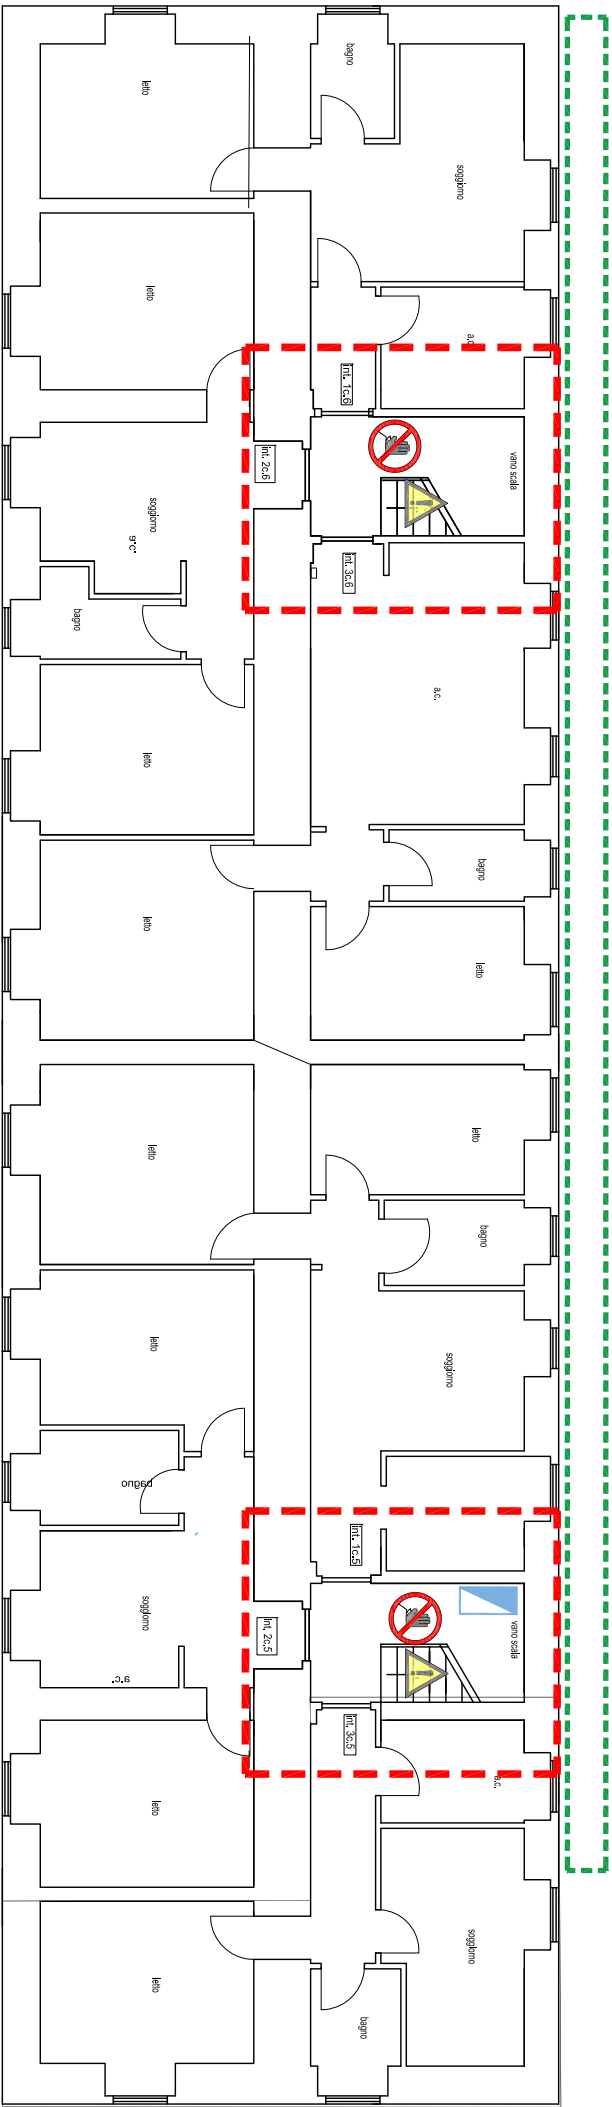 letto
bagno
soggiorno
letto
a.c.
int. 1c.6
int. 2c.6
vano scala
soggiorno
a.c.
int. 3c.6
bagno
a.c.
letto
bagno
letto
letto
letto
bagno
letto
soggiorno
bagno
int. 1c.5
soggiorno
int. 2c.5
vano scala
a.c.
int. 3c.5
a.c.
letto
soggiorno
letto
bagno